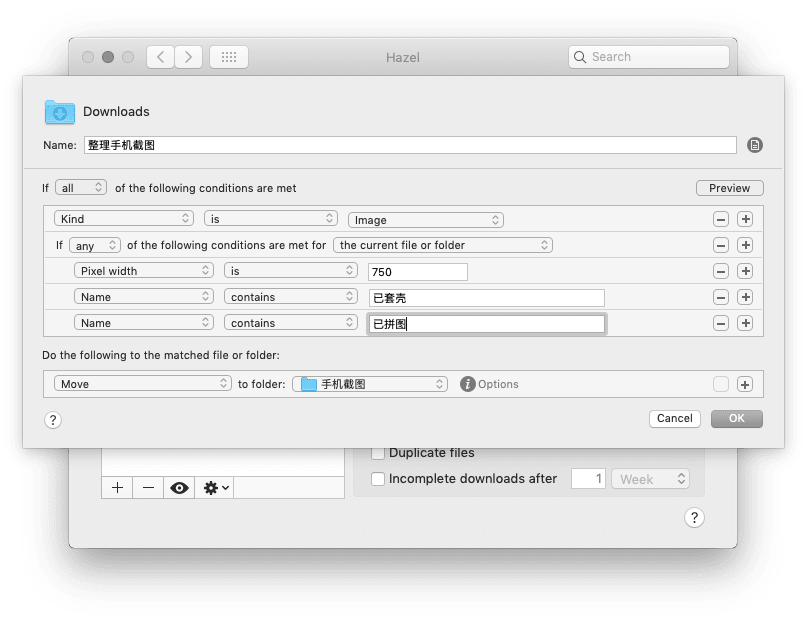 Hazel
Search
Downloads
Name: 整理手机截图
If all of the following conditions are met
Preview
Kind is Image
If any of the following conditions are met for the current file or folder
Pixel width is 750
Name contains 已套壳
Name contains 已拼图
Do the following to the matched file or folder:
Move to folder: 手机截图 i Options
? Cancel OK
Duplicate files
Incomplete downloads after 1 Week
?